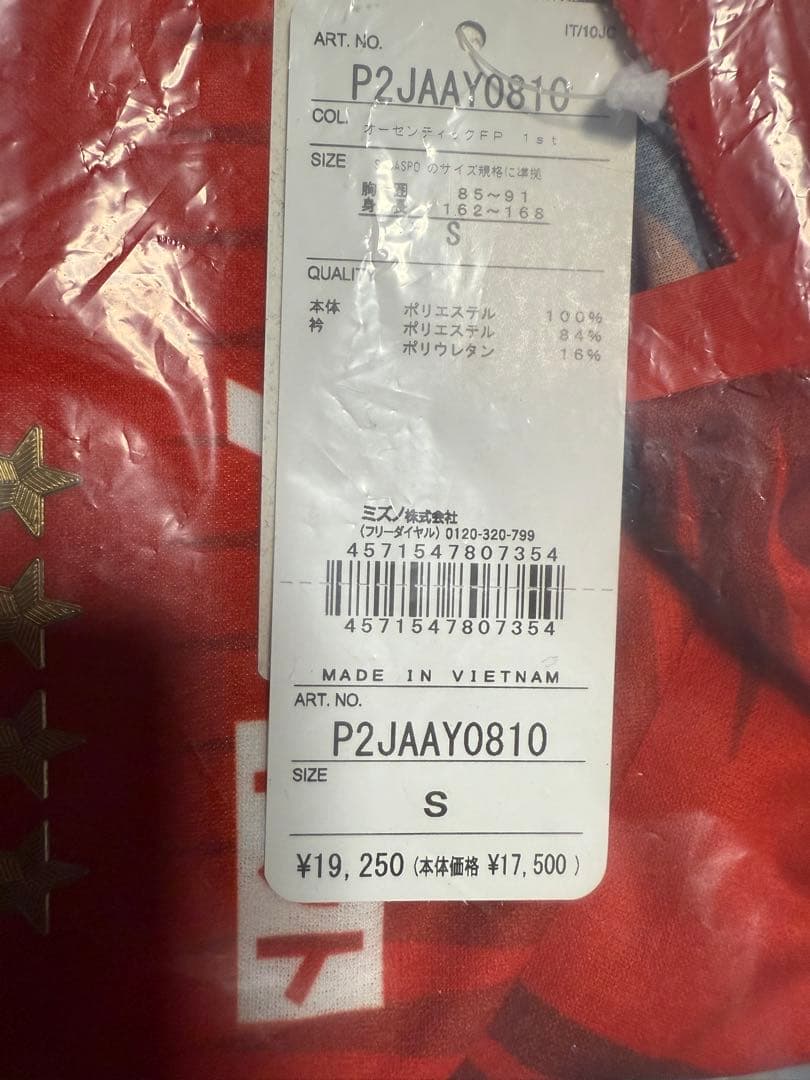 IT/10JC
ART. NO.
P2JAAY0810
COL.
オーセンティックFP 1st
SIZE
のサイズ規格に準拠
胸 囲 85~91
身 長 162~168
S
QUALITY
本体 ポリエステル 100%
衿 ポリエステル 84%
ポリウレタン 16%
ミズノ株式会社
(フリーダイヤル) 0120-320-799
4571547807354
4571547807354
MADE IN VIETNAM
ART. NO.
P2JAAY0810
SIZE
S
¥19,250 (本体価格 ¥17,500 )